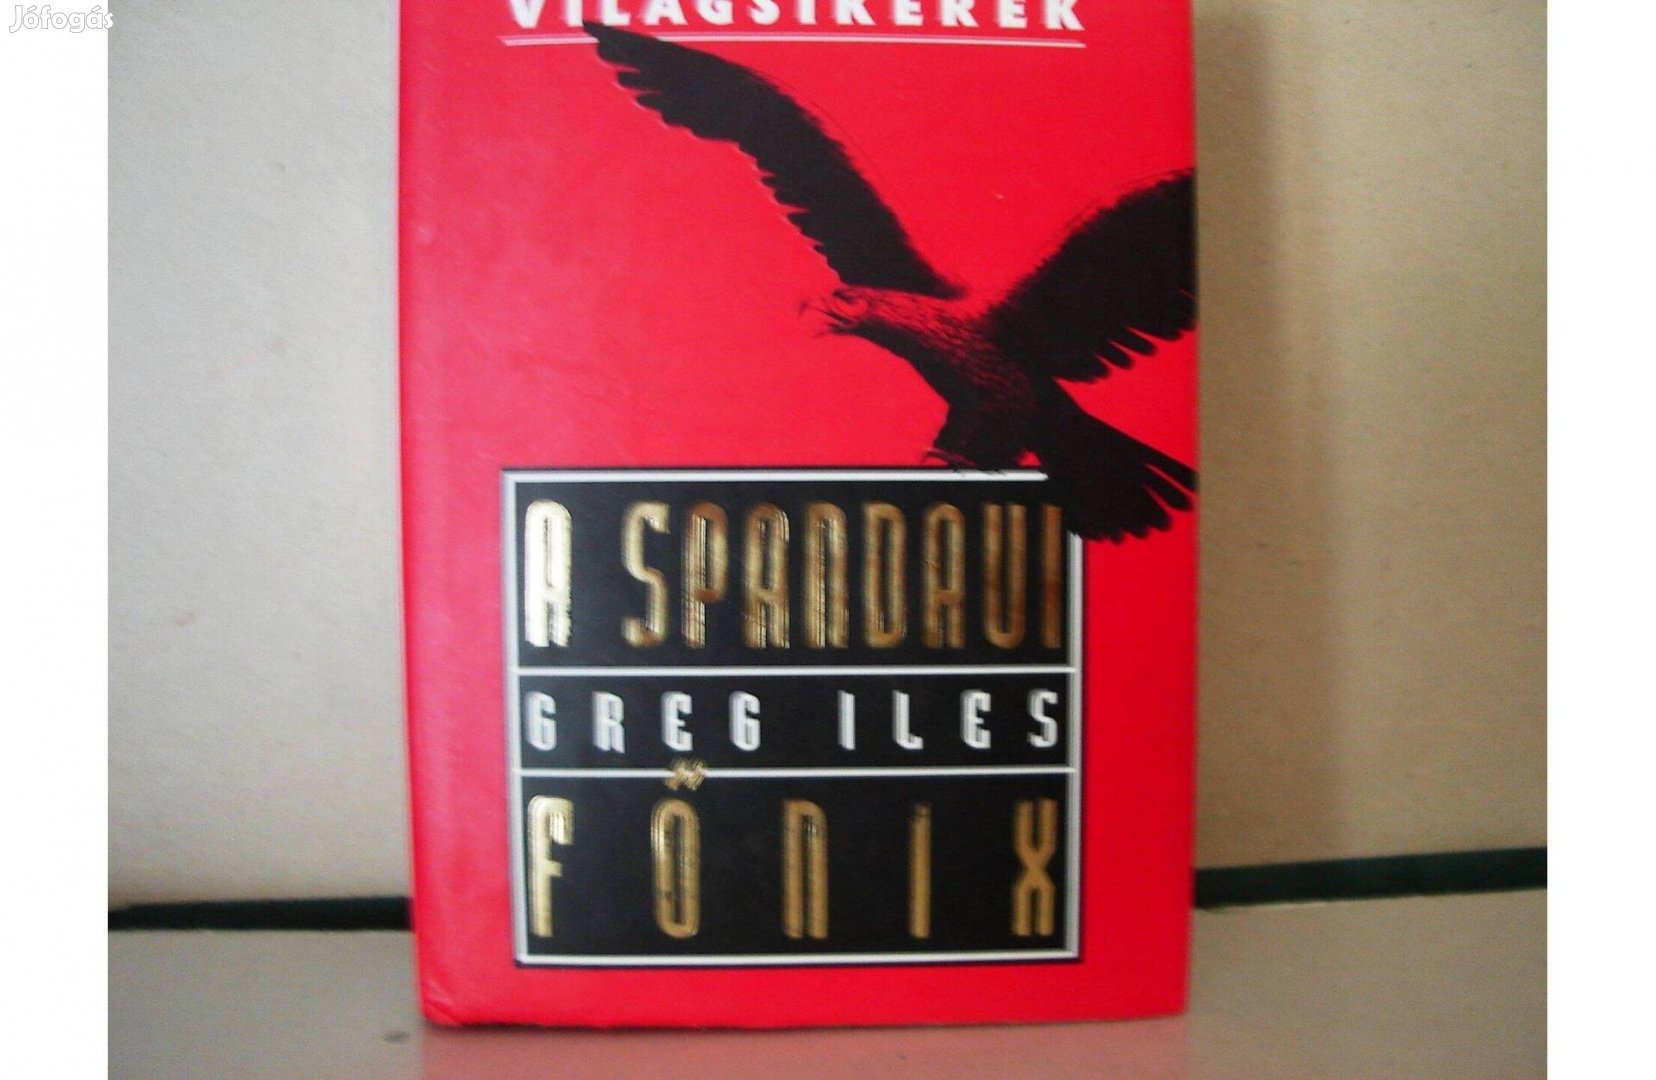 Jófogás
VILÁGSIKEREK
A SPANDAUI
GREG ILES
FŐNIX